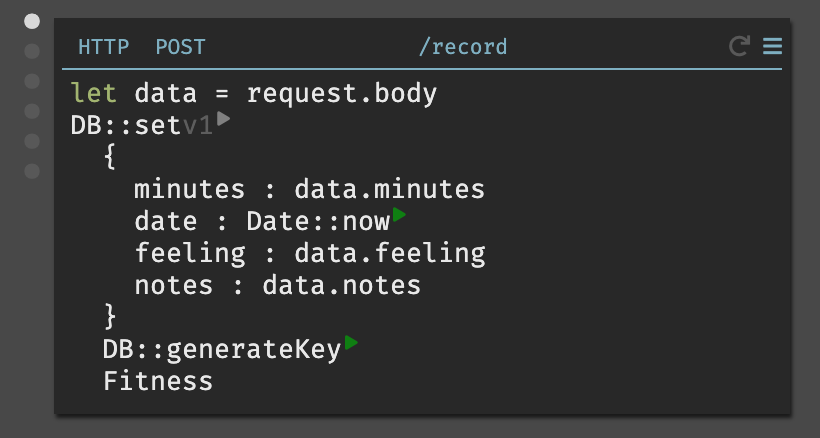 HTTP POST /record
let data = request.body
DB::setv1
{
minutes : data.minutes
date : Date::now
feeling : data.feeling
notes : data.notes
}
DB::generateKey
Fitness